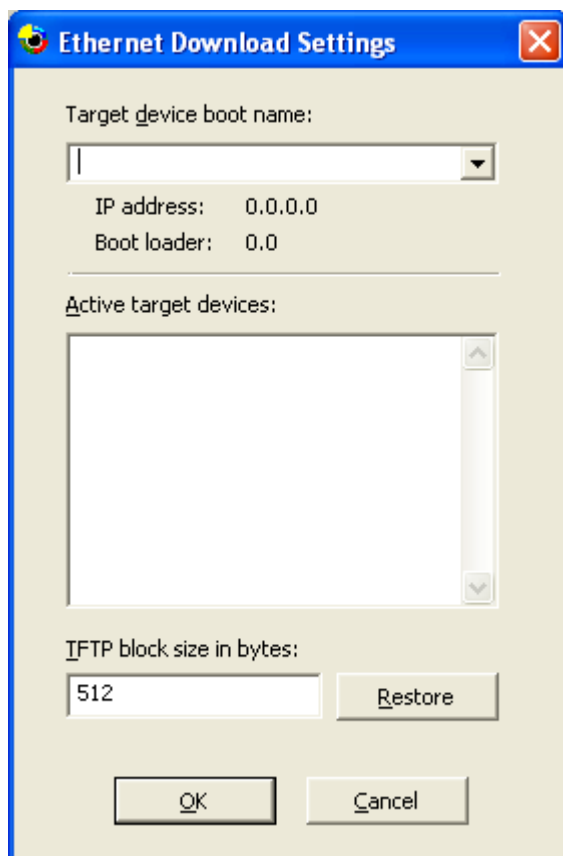 Ethernet Download Settings
Target device boot name:
IP address: 0.0.0.0
Boot loader: 0.0
Active target devices:
TFTP block size in bytes:
512 Restore
OK Cancel